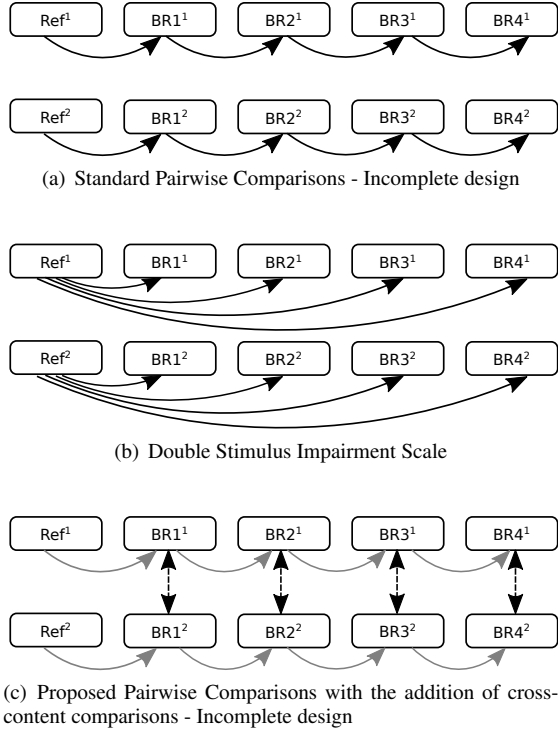 Ref¹ BR1¹ BR2¹ BR3¹ BR4¹
Ref² BR1² BR2² BR3² BR4²
(a) Standard Pairwise Comparisons - Incomplete design
Ref¹ BR1¹ BR2¹ BR3¹ BR4¹
Ref² BR1² BR2² BR3² BR4²
(b) Double Stimulus Impairment Scale
Ref¹ BR1¹ BR2¹ BR3¹ BR4¹
Ref² BR1² BR2² BR3² BR4²
(c) Proposed Pairwise Comparisons with the addition of cross-
content comparisons - Incomplete design